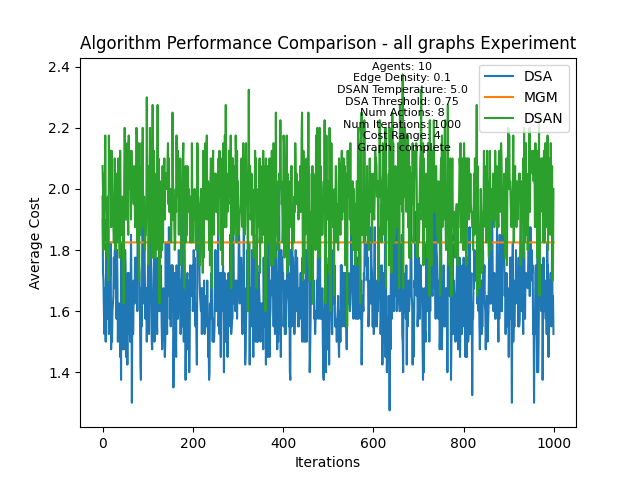 Algorithm Performance Comparison - all graphs Experiment
Agents: 10
Edge Density: 0.1
DSAN Temperature: 5.0
DSA Threshold: 0.75
Num Actions: 8
Num Iterations: 1000
Cost Range: 4
Graph: complete
DSA
MGM
DSAN
Average Cost
2.4
2.2
2.0
1.8
1.6
1.4
0
200
400
600
800
1000
Iterations